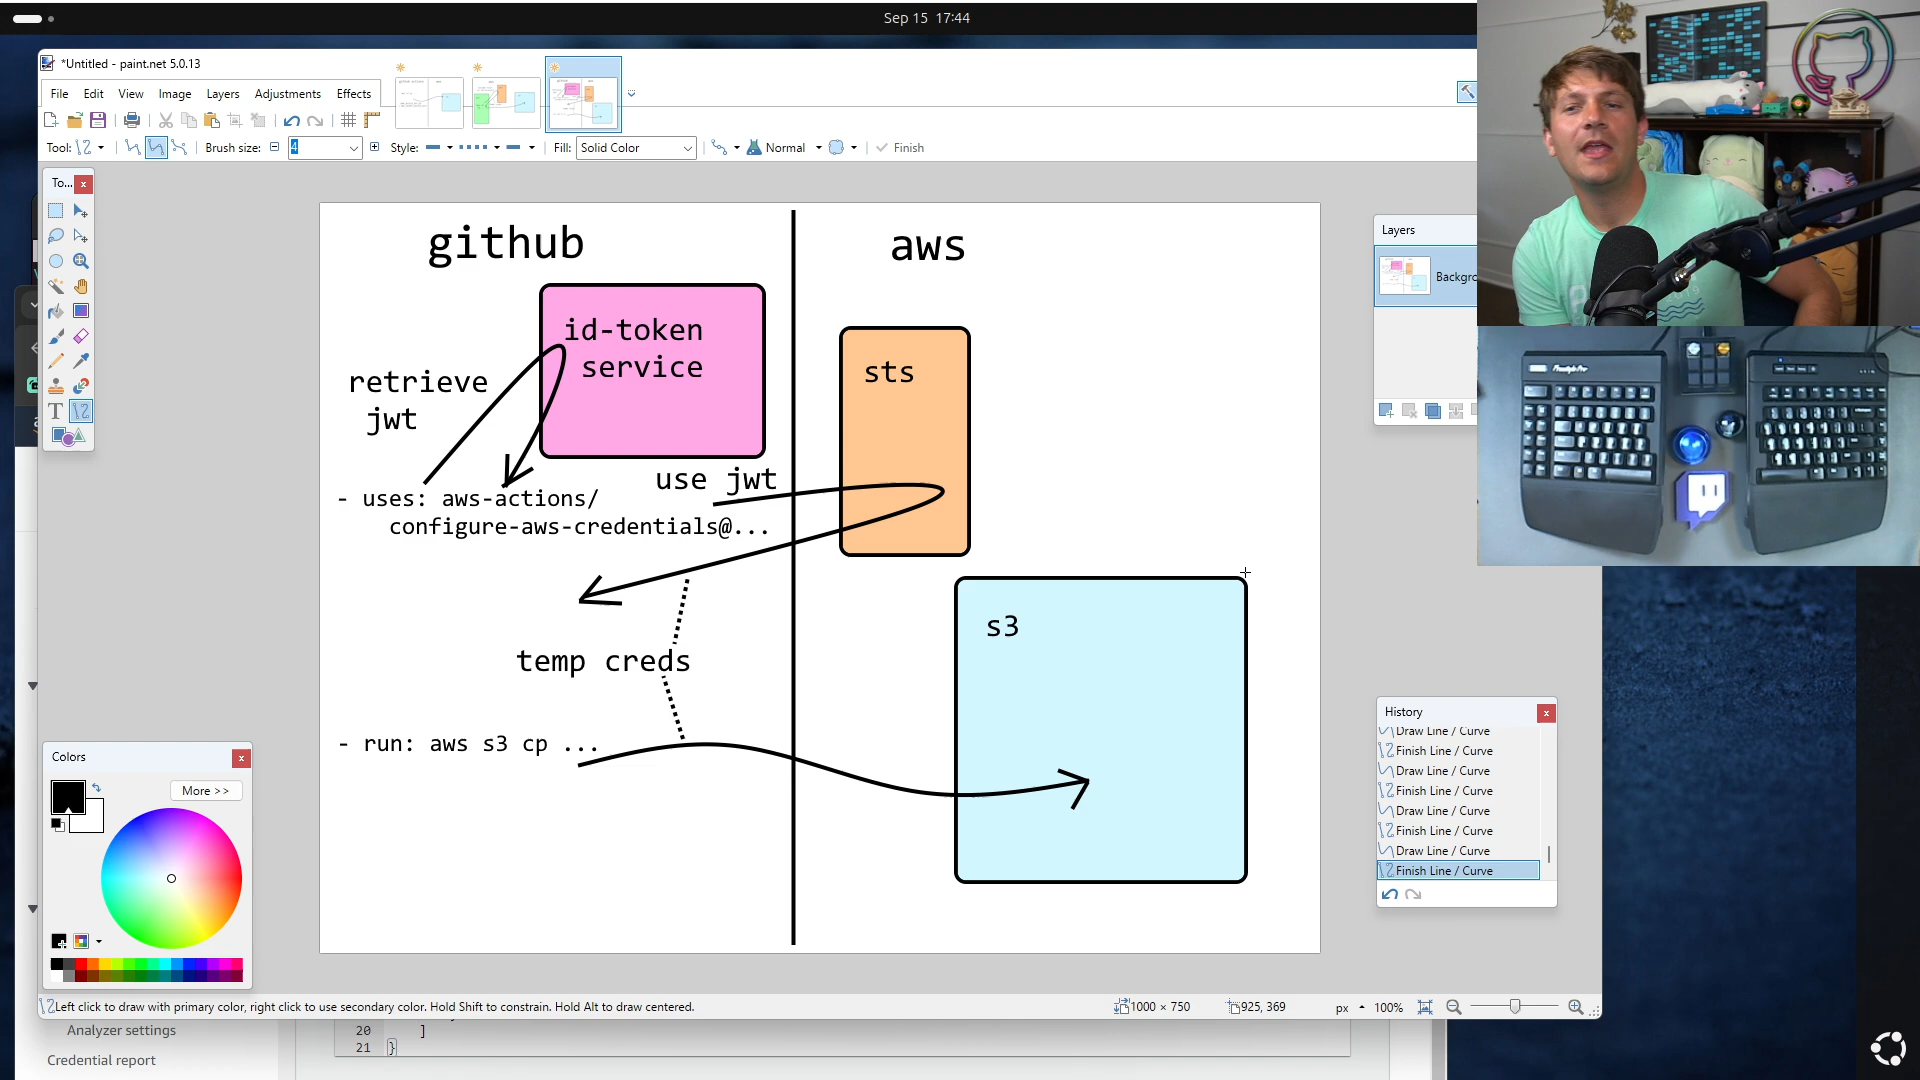 Sep 15 17:44
*Untitled - paint.net 5.0.13
File Edit View Image Layers Adjustments Effects
Tool: Brush size: 4 Style: Fill: Solid Color Normal Finish
To...
Layers
Backgro
github
aws
id-token
service
sts
retrieve
jwt
use jwt
- uses: aws-actions/
configure-aws-credentials@...
s3
temp creds
- run: aws s3 cp ...
History
Draw Line / Curve
Finish Line / Curve
Draw Line / Curve
Finish Line / Curve
Draw Line / Curve
Finish Line / Curve
Draw Line / Curve
Finish Line / Curve
Colors
More >>
Left click to draw with primary color, right click to use secondary color. Hold Shift to constrain. Hold Alt to draw centered.
1000 × 750
925, 369
px
100%
Analyzer settings
Credential report
20 ]
21 }